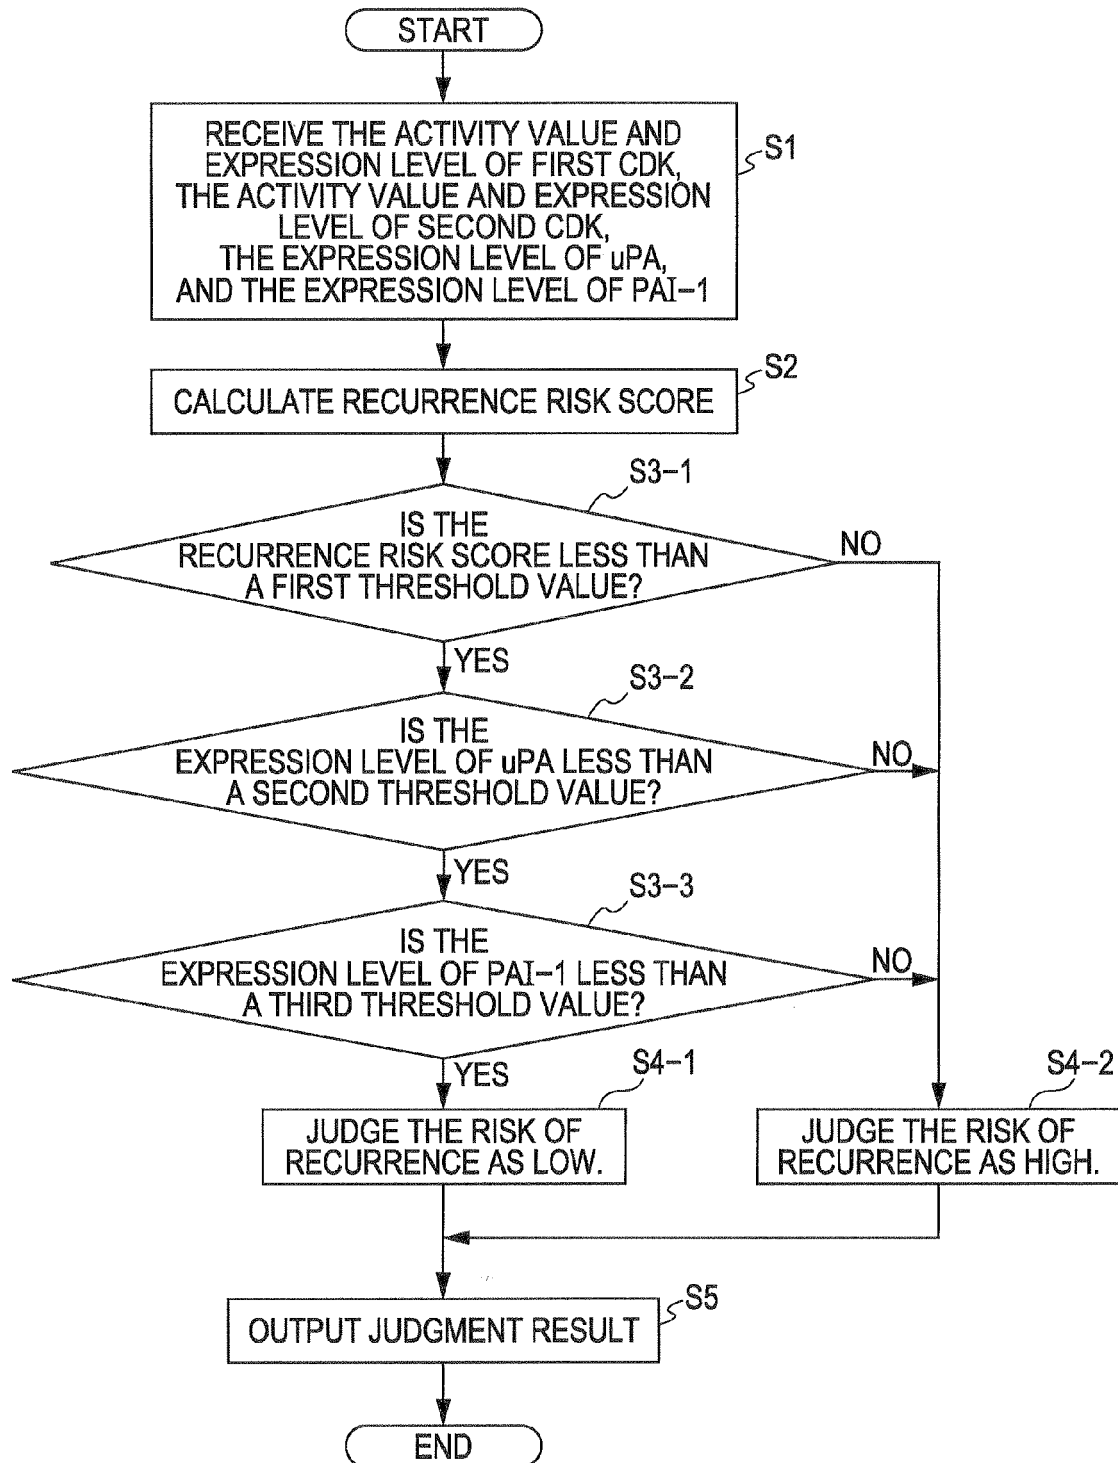 START
RECEIVE THE ACTIVITY VALUE AND
EXPRESSION LEVEL OF FIRST CDK,
THE ACTIVITY VALUE AND EXPRESSION
LEVEL OF SECOND CDK,
THE EXPRESSION LEVEL OF uPA,
AND THE EXPRESSION LEVEL OF PAI-1
S1
CALCULATE RECURRENCE RISK SCORE
S2
S3-1
IS THE
RECURRENCE RISK SCORE LESS THAN
A FIRST THRESHOLD VALUE?
NO
YES
S3-2
IS THE
EXPRESSION LEVEL OF uPA LESS THAN
A SECOND THRESHOLD VALUE?
NO
YES
S3-3
IS THE
EXPRESSION LEVEL OF PAI-1 LESS THAN
A THIRD THRESHOLD VALUE?
NO
YES
S4-1
JUDGE THE RISK OF
RECURRENCE AS LOW.
S4-2
JUDGE THE RISK OF
RECURRENCE AS HIGH.
S5
OUTPUT JUDGMENT RESULT
END